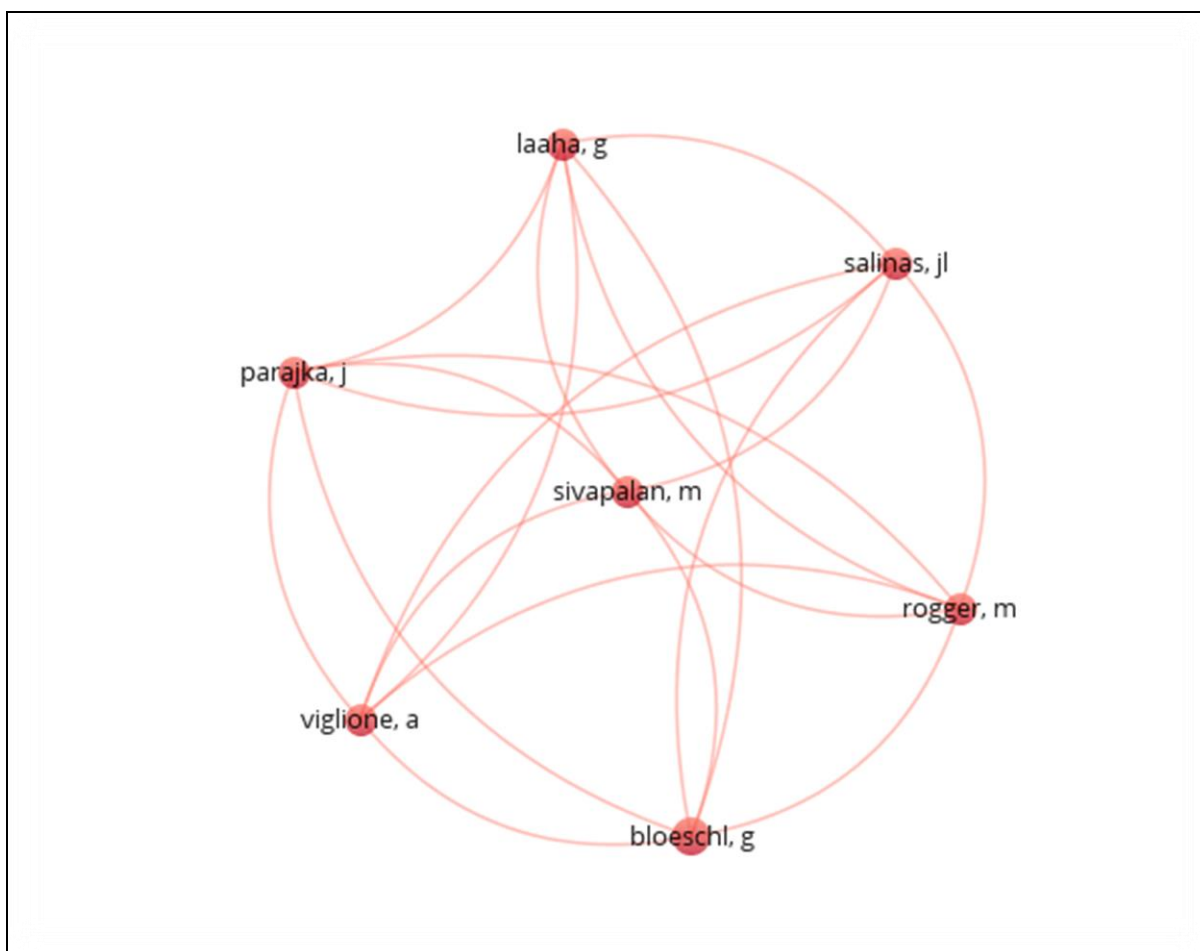 laaha, g
salinas, jl
parajka, j
sivapalan, m
rogger, m
viglione, a
bloeschl, g